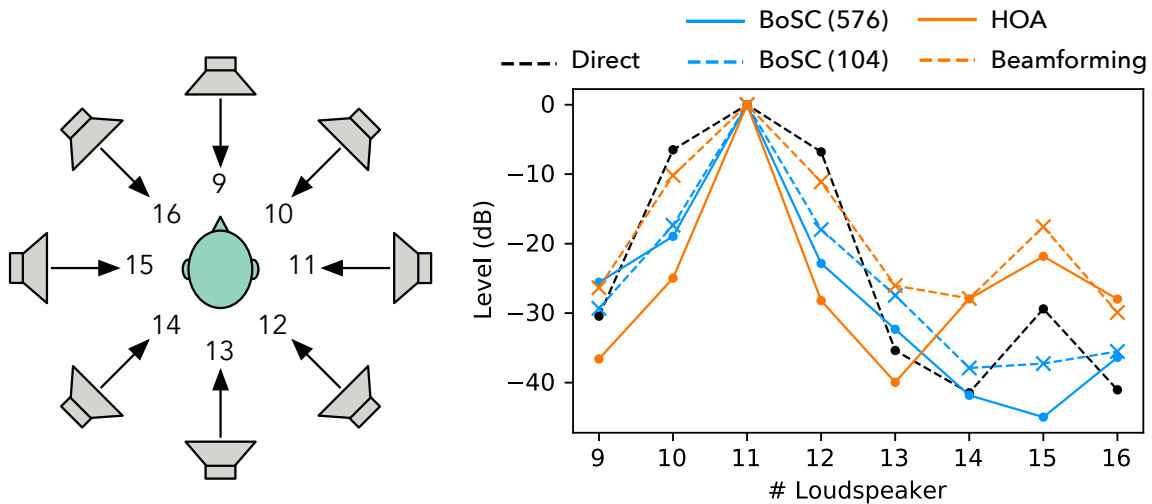 9
10
11
12
13
14
15
16
BoSC (576)
HOA
Direct
BoSC (104)
Beamforming
Level (dB)
0
−10
−20
−30
−40
9 10 11 12 13 14 15 16
# Loudspeaker